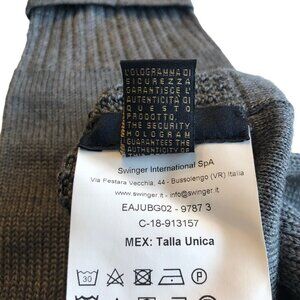 L'OLOGRAMMA DI
SICUREZZA
GARANTISCE L'
AUTENTICITÀ DI
QUESTO
PRODOTTO.
THE SECURITY
HOLOGRAM
GUARANTEES THE
AUTHENTICITY OF
Swinger International SpA
Via Festara Vecchia, 44 - Bussolengo (VR) Italia
www.swinger.it - info@swinger.it
EAJUBG02 - 9787 3
C-18-913157
MEX: Talla Unica
30